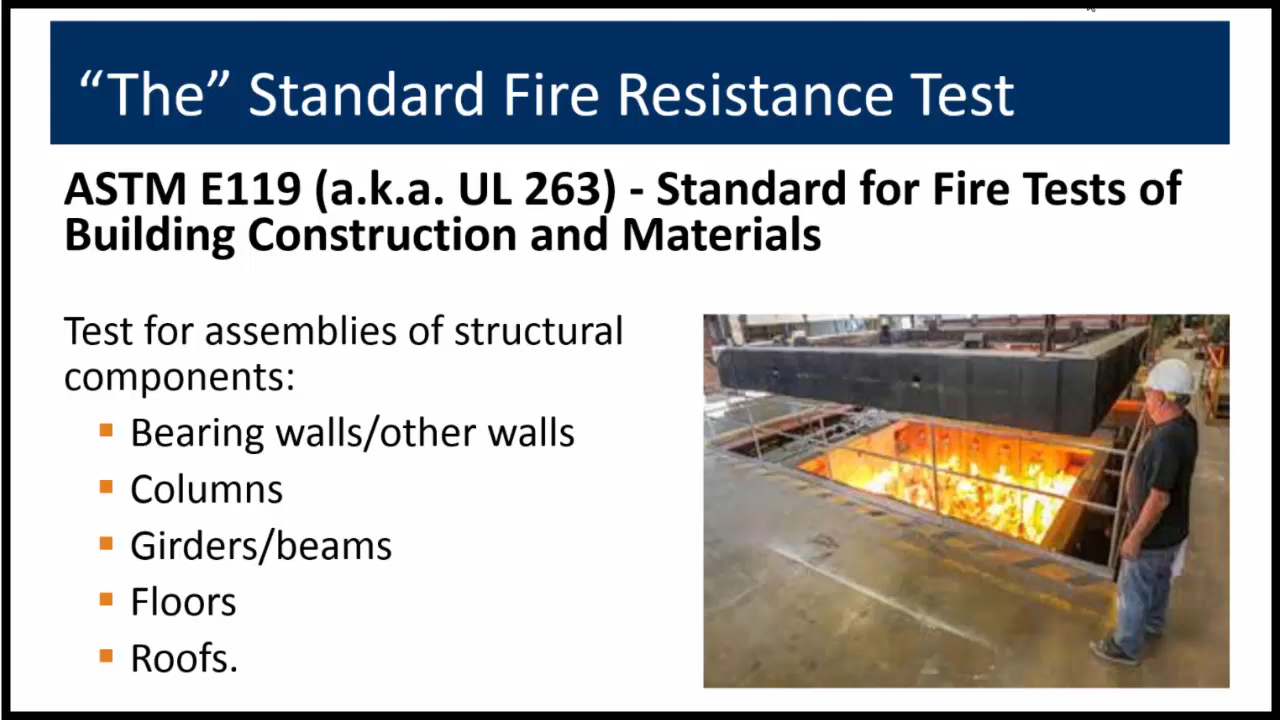 “The” Standard Fire Resistance Test
ASTM E119 (a.k.a. UL 263) - Standard for Fire Tests of
Building Construction and Materials
Test for assemblies of structural
components:
Bearing walls/other walls
Columns
Girders/beams
Floors
Roofs.